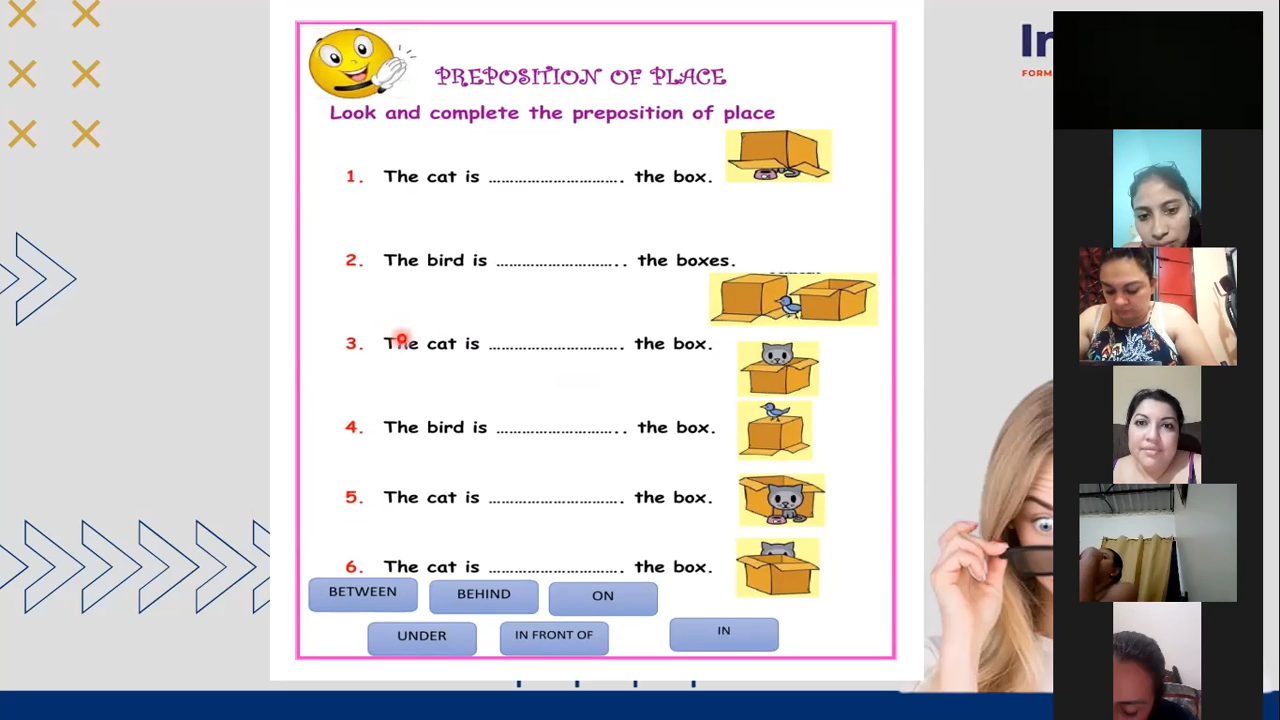 PREPOSITION OF PLACE
Look and complete the preposition of place
1. The cat is ............................. the box.
2. The bird is ........................... the boxes.
3. The cat is ............................. the box.
4. The bird is ........................... the box.
5. The cat is ............................. the box.
6. The cat is ............................. the box.
BETWEEN BEHIND ON
UNDER IN FRONT OF IN